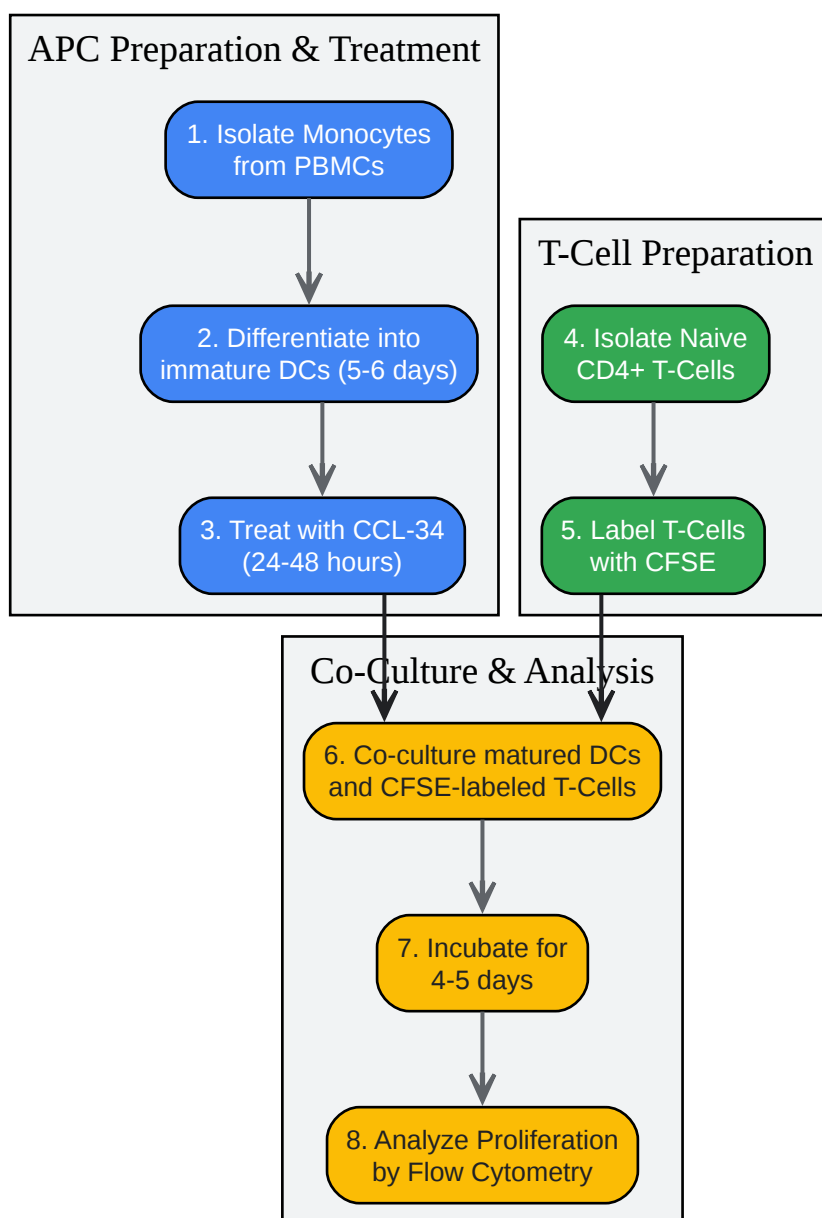 APC Preparation & Treatment
1. Isolate Monocytes
from PBMCs
2. Differentiate into
immature DCs (5-6 days)
3. Treat with CCL-34
(24-48 hours)
T-Cell Preparation
4. Isolate Naive
CD4+ T-Cells
5. Label T-Cells
with CFSE
Co-Culture & Analysis
6. Co-culture matured DCs
and CFSE-labeled T-Cells
7. Incubate for
4-5 days
8. Analyze Proliferation
by Flow Cytometry